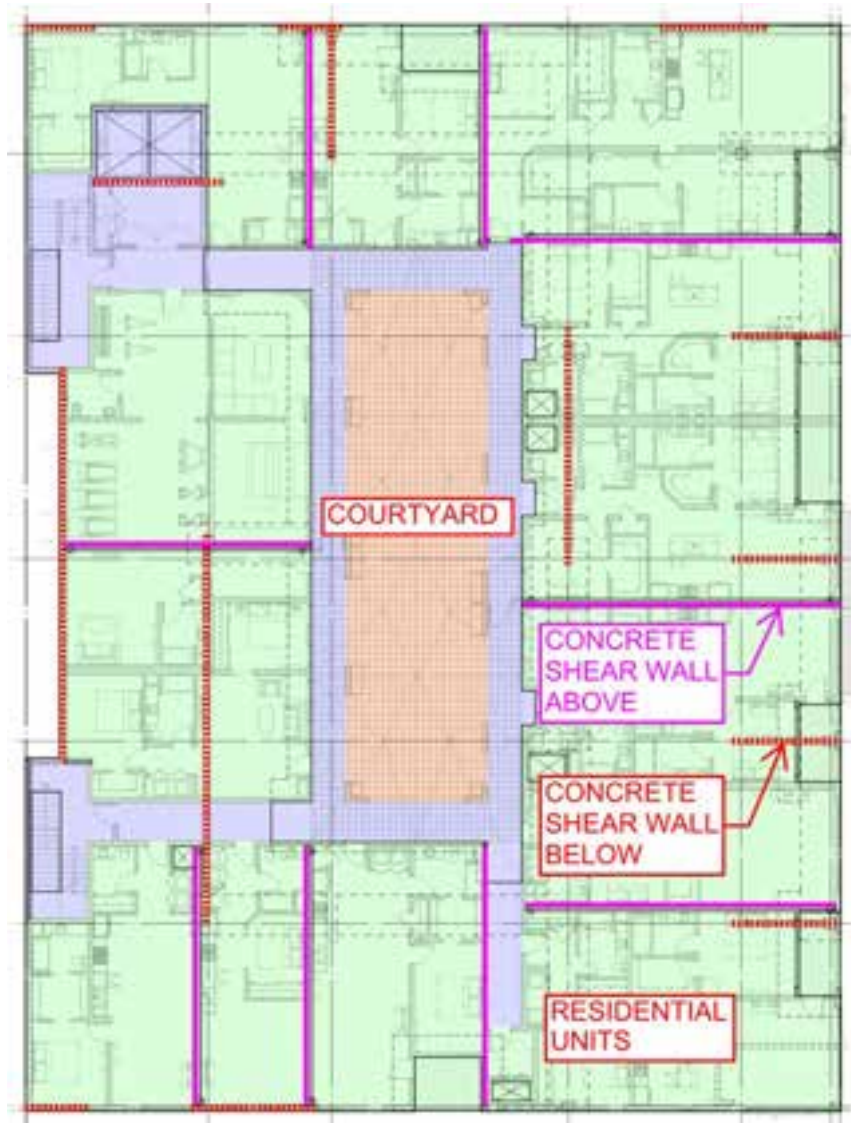 COURTYARD
CONCRETE
SHEAR WALL
ABOVE
CONCRETE
SHEAR WALL
BELOW
RESIDENTIAL
UNITS